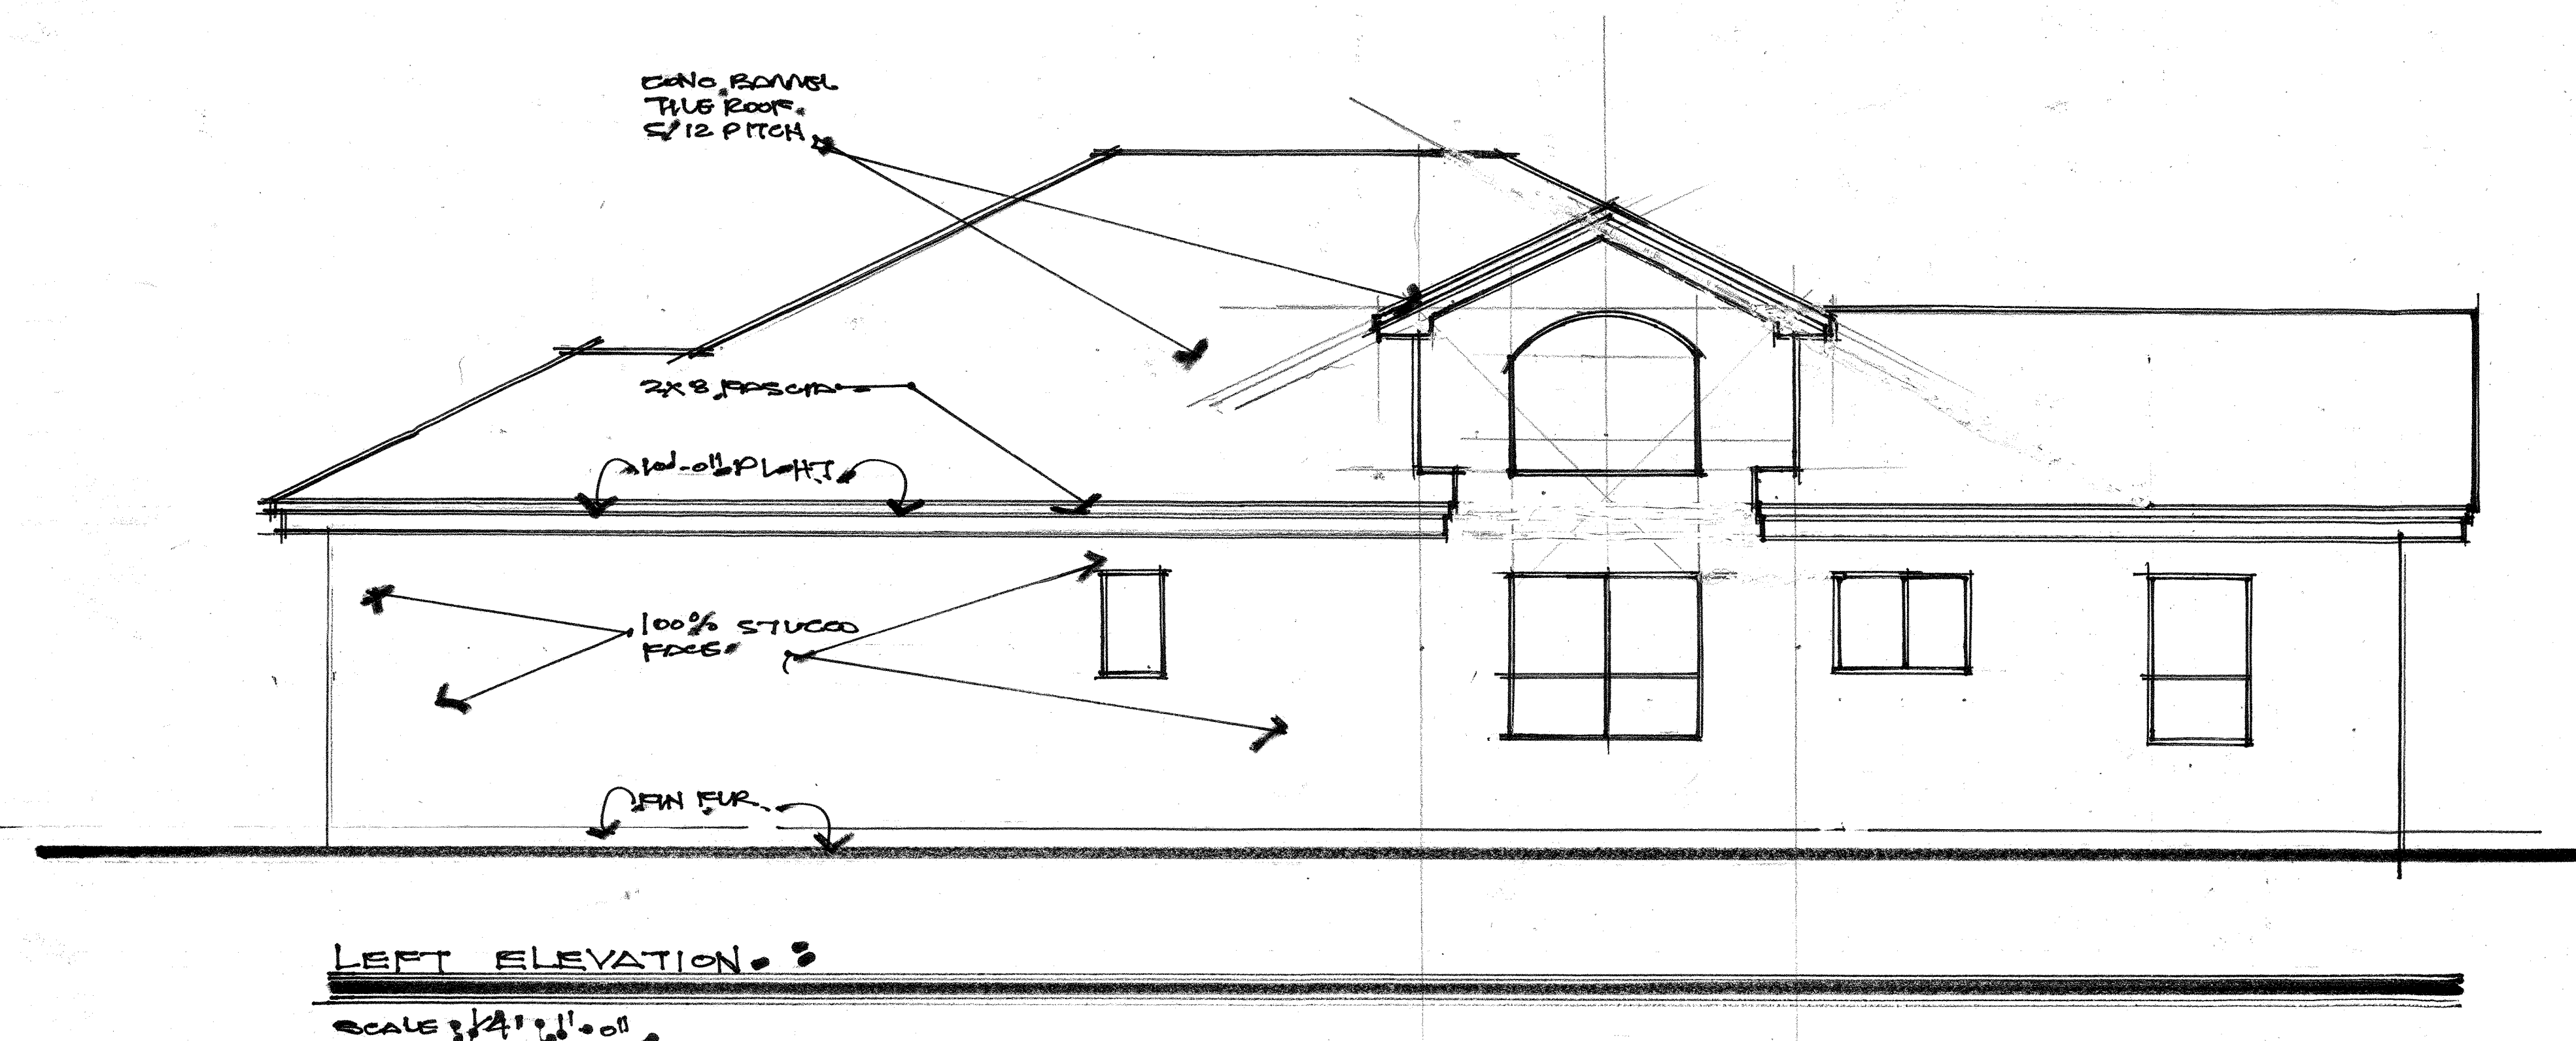 CONC. BARREL
TILE ROOF.
5/12 PITCH
2X8 FASCIA
10'-0" PL. HT.
100% STUCCO
FACE.
FIN FLR.
LEFT ELEVATION.
SCALE : 1/4" : 1'-0"